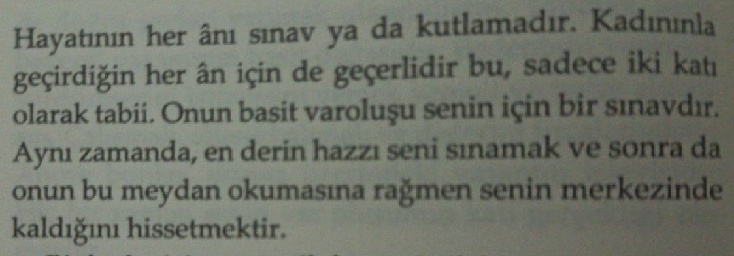 Hayatının her ânı sınav ya da kutlamadır. Kadınınla
geçirdiğin her ân için de geçerlidir bu, sadece iki katı
olarak tabii. Onun basit varoluşu senin için bir sınavdır.
Aynı zamanda, en derin hazzı seni sınamak ve sonra da
onun bu meydan okumasına rağmen senin merkezinde
kaldığını hissetmektir.